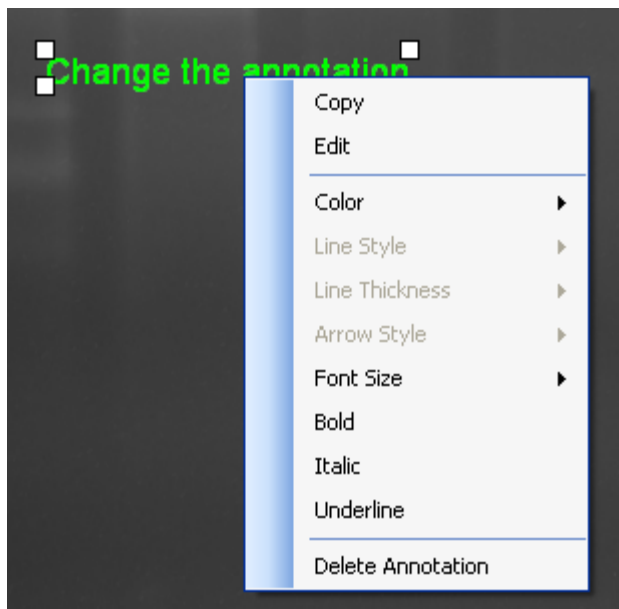 Change the annotation
Copy
Edit
Color
Line Style
Line Thickness
Arrow Style
Font Size
Bold
Italic
Underline
Delete Annotation